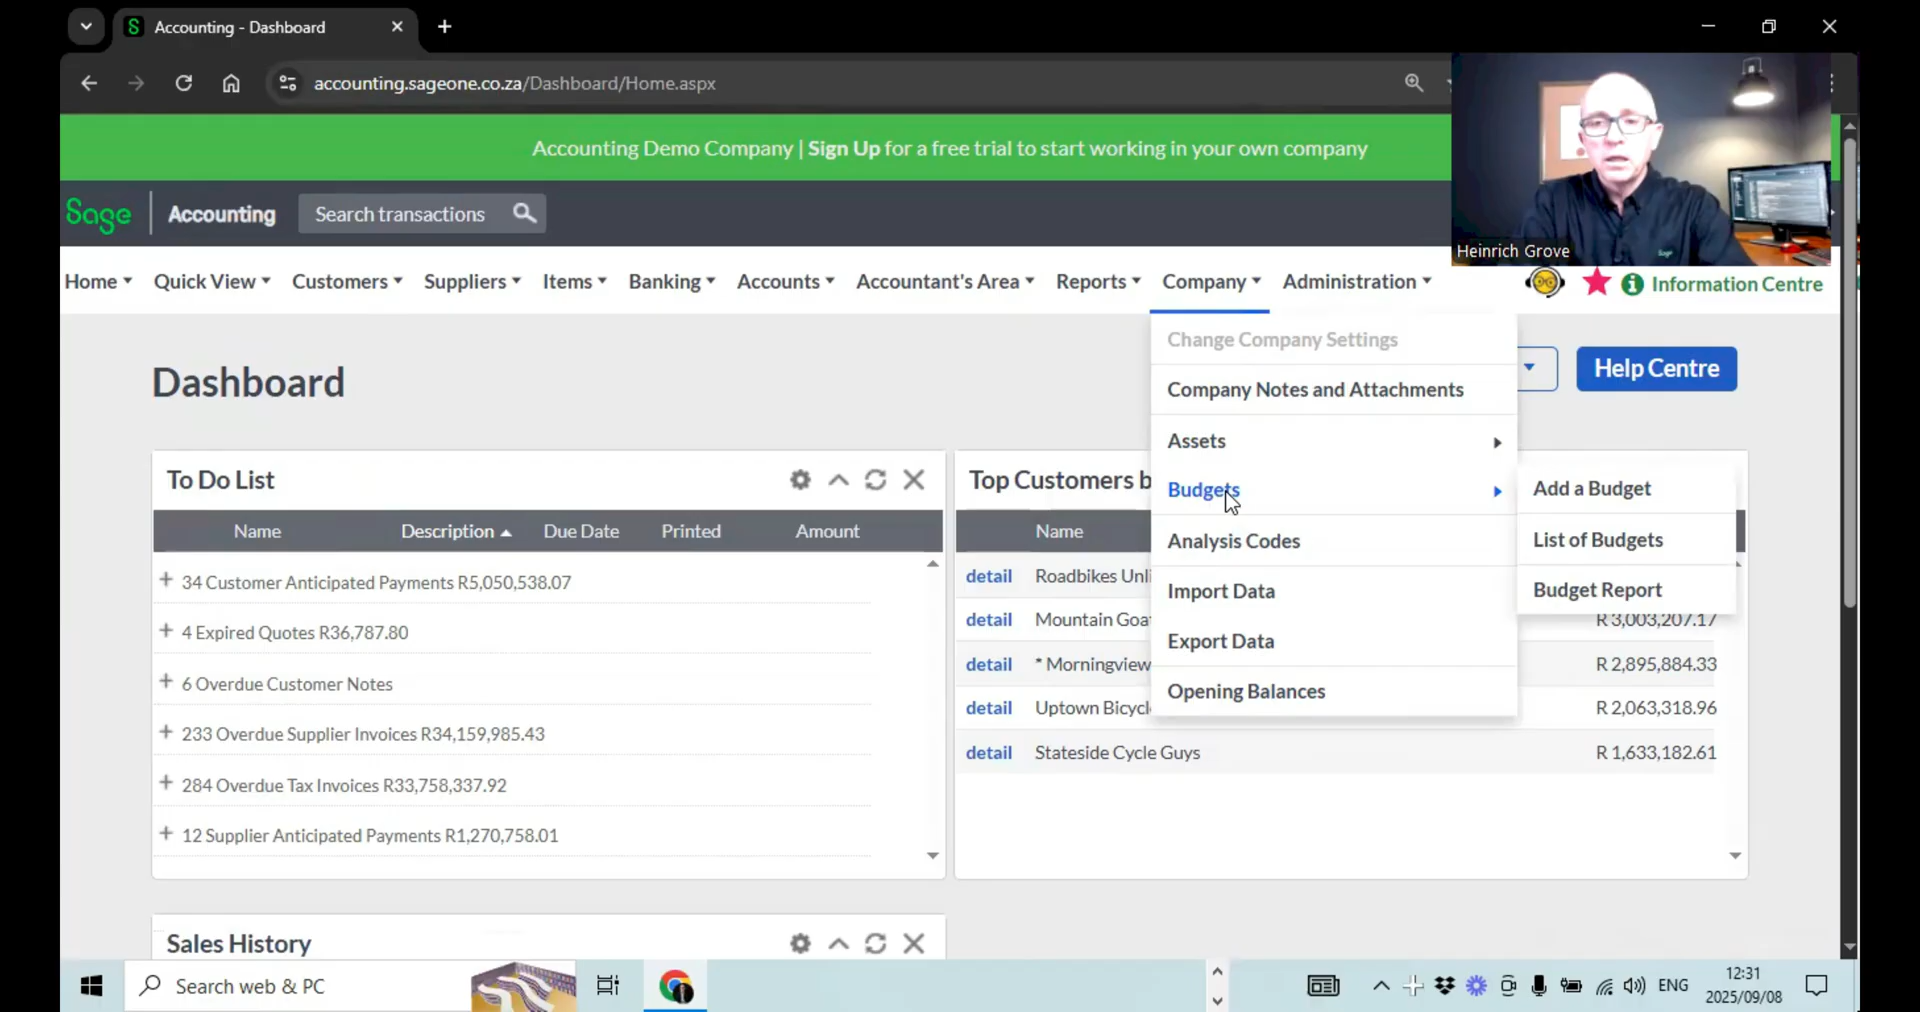 Accounting - Dashboard
accounting.sageone.co.za/Dashboard/Home.aspx
Accounting Demo Company | Sign Up for a free trial to start working in your own company
Sage Accounting Search transactions
Heinrich Grove
Home Quick View Customers Suppliers Items Banking Accounts Accountant's Area Reports Company Administration Information Centre
Change Company Settings
Company Notes and Attachments
Assets
Budgets
Analysis Codes
Import Data
Export Data
Opening Balances
Add a Budget
List of Budgets
Budget Report
Dashboard
Help Centre
To Do List
Name Description Due Date Printed Amount
34 Customer Anticipated Payments R5,050,538.07
4 Expired Quotes R36,787.80
6 Overdue Customer Notes
233 Overdue Supplier Invoices R34,159,985.43
284 Overdue Tax Invoices R33,758,337.92
12 Supplier Anticipated Payments R1,270,758.01
Top Customers b
Name
detail Roadbikes Unli
detail Mountain Goa R 3,003,207.17
detail * Morningview R 2,895,884.33
detail Uptown Bicycl R 2,063,318.96
detail Stateside Cycle Guys R 1,633,182.61
Sales History
Search web & PC
ENG
12:31
2025/09/08